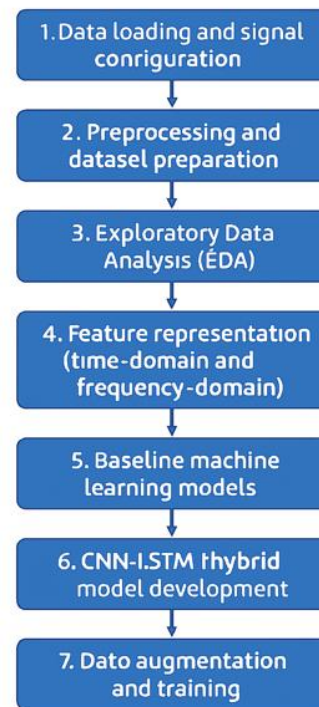 1. Data loading and signal
conriguration
2. Preprocessing and
datasel preparation
3. Exploratory Data
Analysis (ÉDA)
4. Feature representation
(tıme-domain and
frequency-domain)
5. Baseline machine
learning models
6. CNN-I.STM łhybrid
model development
7. Dato augmentation
and training